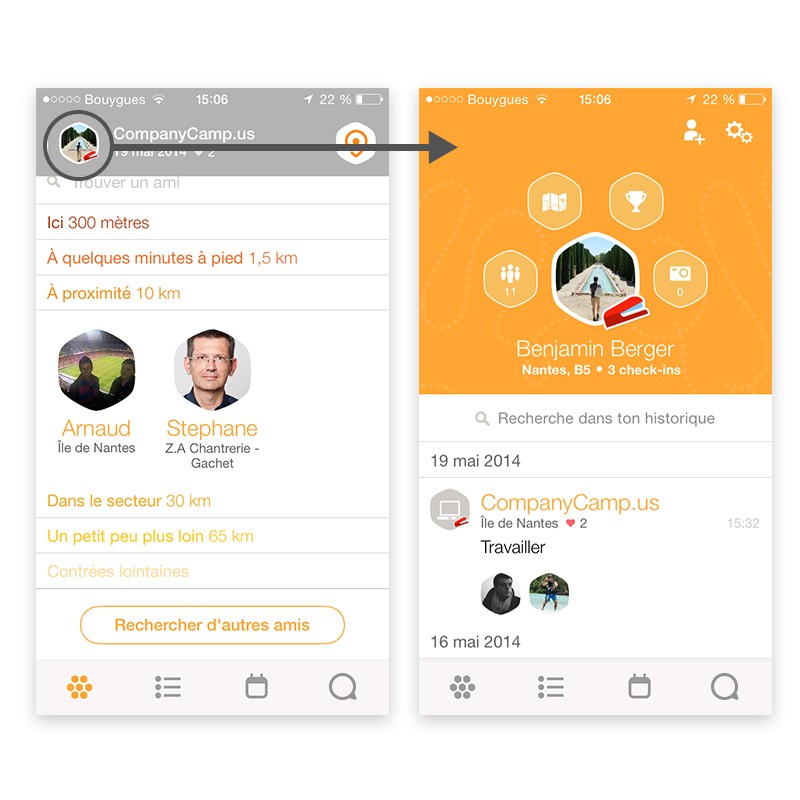 Bouygues 15:06 22 %
CompanyCamp.us
19 mai 2014 2
Trouver un ami
Ici 300 mètres
À quelques minutes à pied 1,5 km
À proximité 10 km
Arnaud
Île de Nantes
Stephane
Z.A Chantrerie -
Gachet
Dans le secteur 30 km
Un petit peu plus loin 65 km
Contrées lointaines
Rechercher d'autres amis
Bouygues 15:06 22 %
11
0
Benjamin Berger
Nantes, B5 • 3 check-ins
Recherche dans ton historique
19 mai 2014
CompanyCamp.us
Île de Nantes 2 15:32
Travailler
16 mai 2014